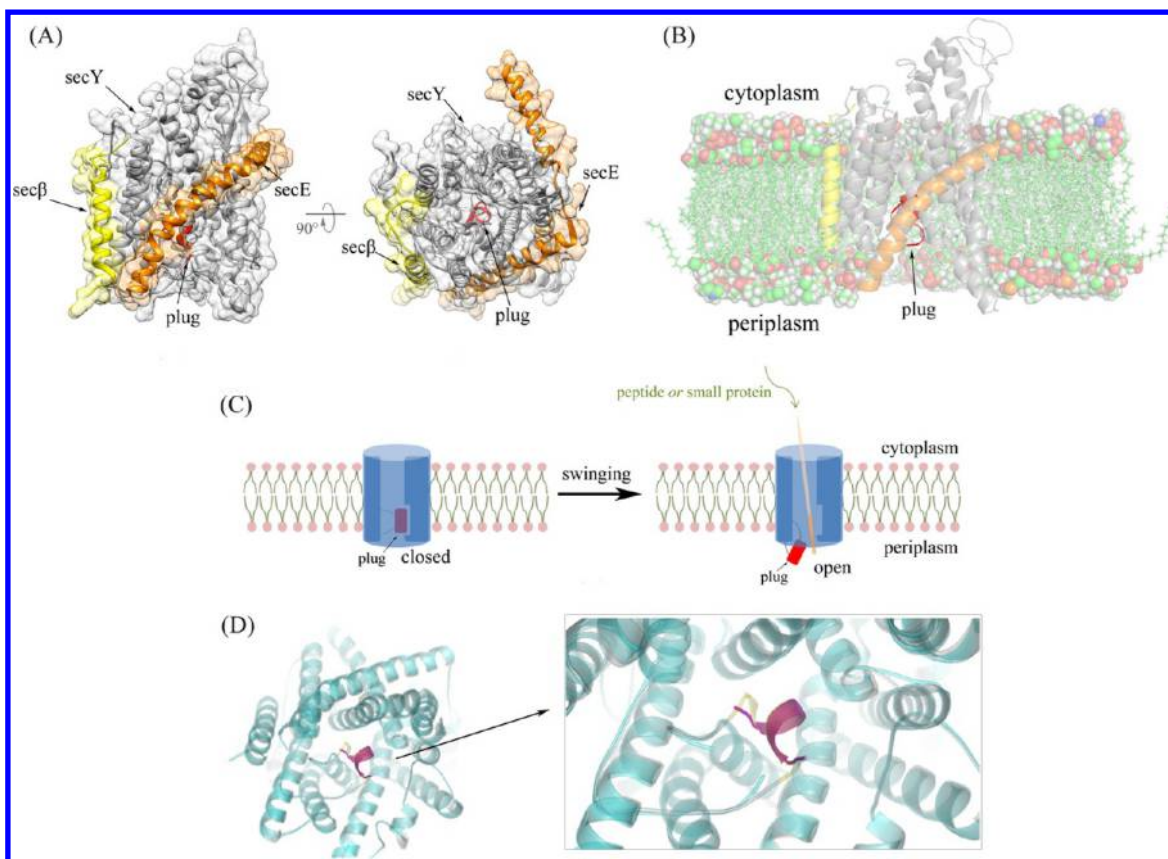 (A)
secY
secβ
secE
plug
90°
secY
secE
secβ
plug
(B)
cytoplasm
periplasm
plug
(C)
peptide or small protein
swinging
cytoplasm
periplasm
plug
closed
plug
open
(D)